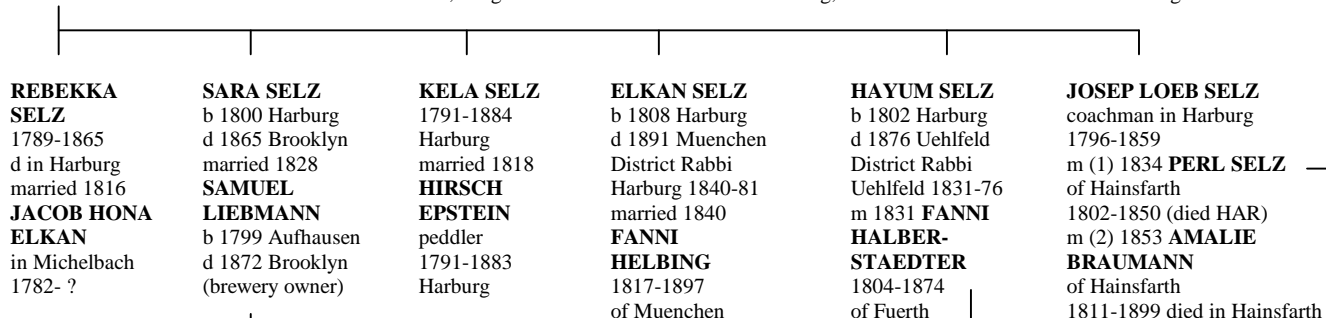 REBEKKA
SELZ
1789-1865
d in Harburg
married 1816
JACOB HONA
ELKAN
in Michelbach
1782- ?
SARA SELZ
b 1800 Harburg
d 1865 Brooklyn
married 1828
SAMUEL
LIEBMANN
b 1799 Aufhausen
d 1872 Brooklyn
(brewery owner)
KELA SELZ
1791-1884
Harburg
married 1818
HIRSCH
EPSTEIN
peddler
1791-1883
Harburg
ELKAN SELZ
b 1808 Harburg
d 1891 Muenchen
District Rabbi
Harburg 1840-81
married 1840
FANNI
HELBING
1817-1897
of Muenchen
HAYUM SELZ
b 1802 Harburg
d 1876 Uehlfeld
District Rabbi
Uehlfeld 1831-76
m 1831 FANNI
HALBER-
STAEDTER
1804-1874
of Fuerth
JOSEP LOEB SELZ
coachman in Harburg
1796-1859
m (1) 1834 PERL SELZ
of Hainsfarth
1802-1850 (died HAR)
m (2) 1853 AMALIE
BRAUMANN
of Hainsfarth
1811-1899 died in Hainsfarth